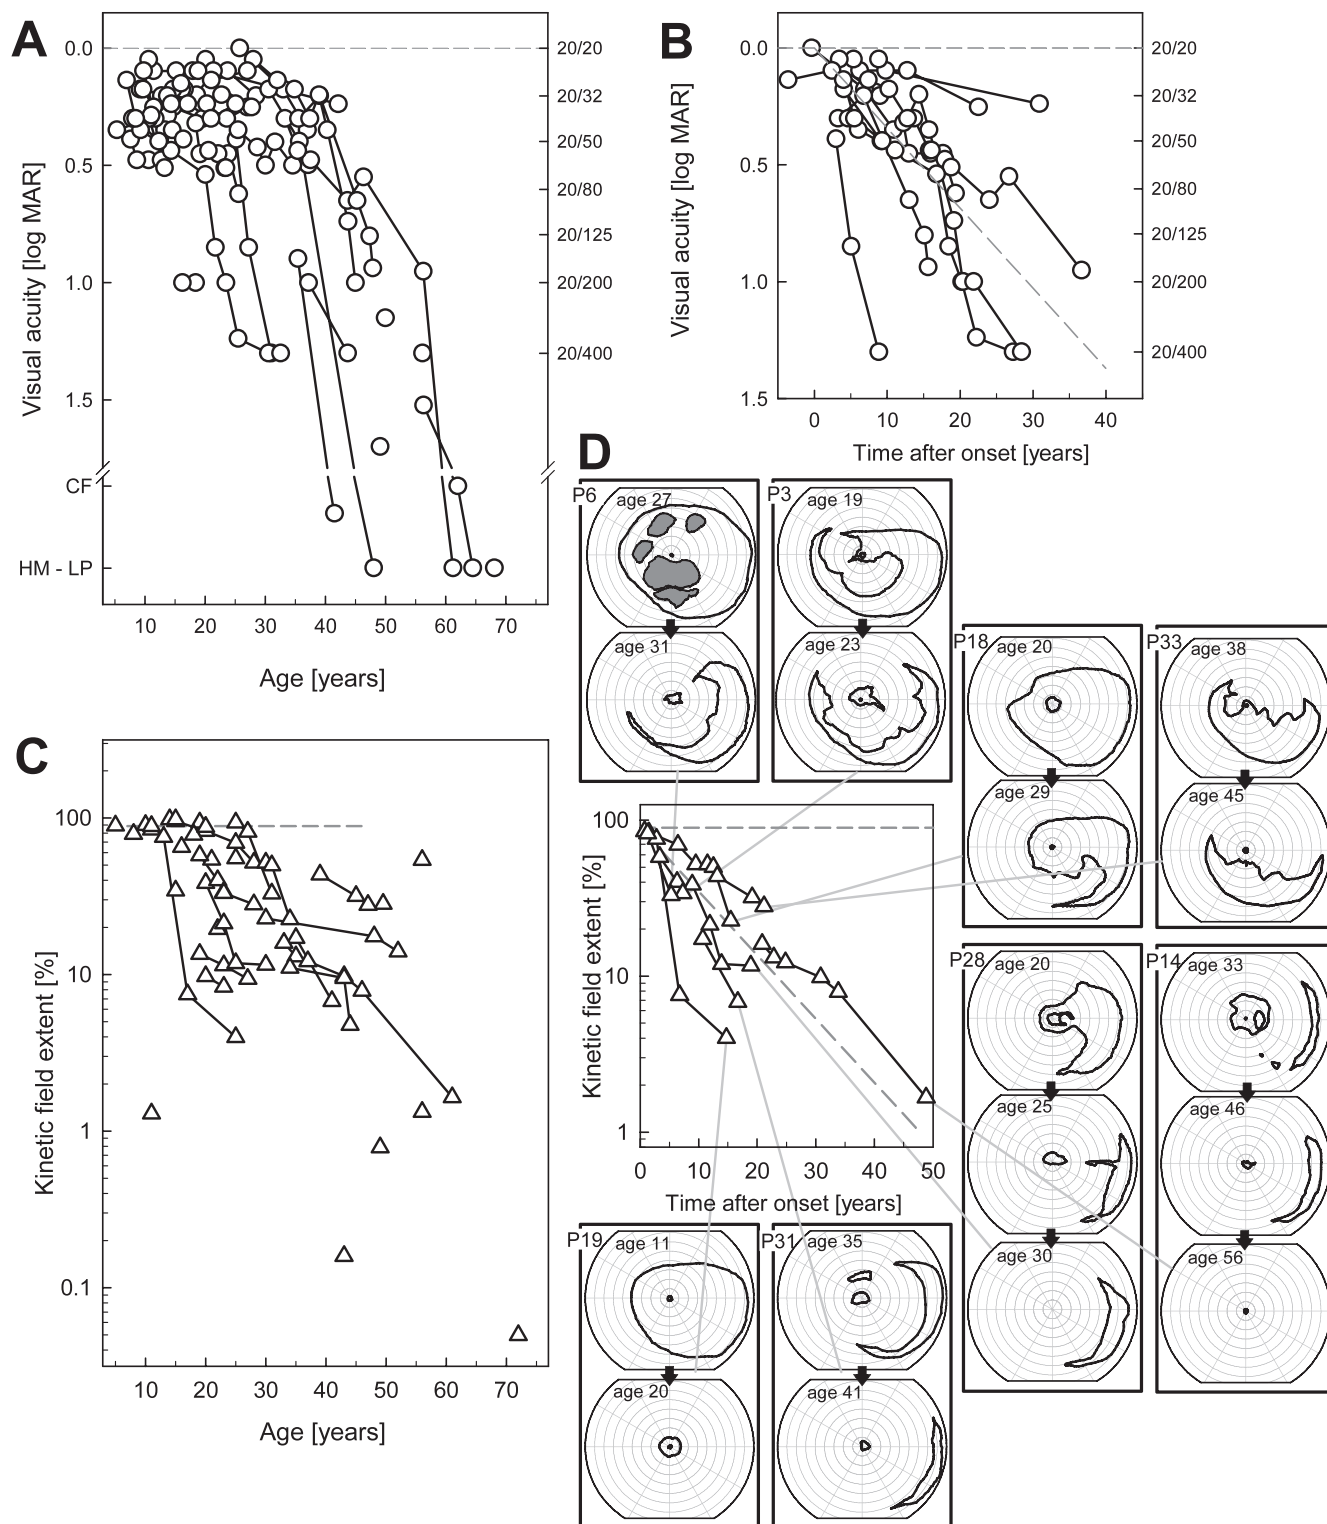 A
Visual acuity [log MAR]
0.0
0.5
1.0
1.5
CF
HM - LP
20/20
20/32
20/50
20/80
20/125
20/200
20/400
10 20 30 40 50 60 70
Age [years]
B
Visual acuity [log MAR]
0.0
0.5
1.0
1.5
20/20
20/32
20/50
20/80
20/125
20/200
20/400
0 10 20 30 40
Time after onset [years]
C
Kinetic field extent [%]
100
10
1
0.1
10 20 30 40 50 60 70
Age [years]
D
P6
age 27
age 31
P3
age 19
age 23
P18
age 20
age 29
P33
age 38
age 45
Kinetic field extent [%]
100
10
1
0 10 20 30 40 50
Time after onset [years]
P28
age 20
age 25
age 30
P14
age 33
age 46
age 56
P19
age 11
age 20
P31
age 35
age 41